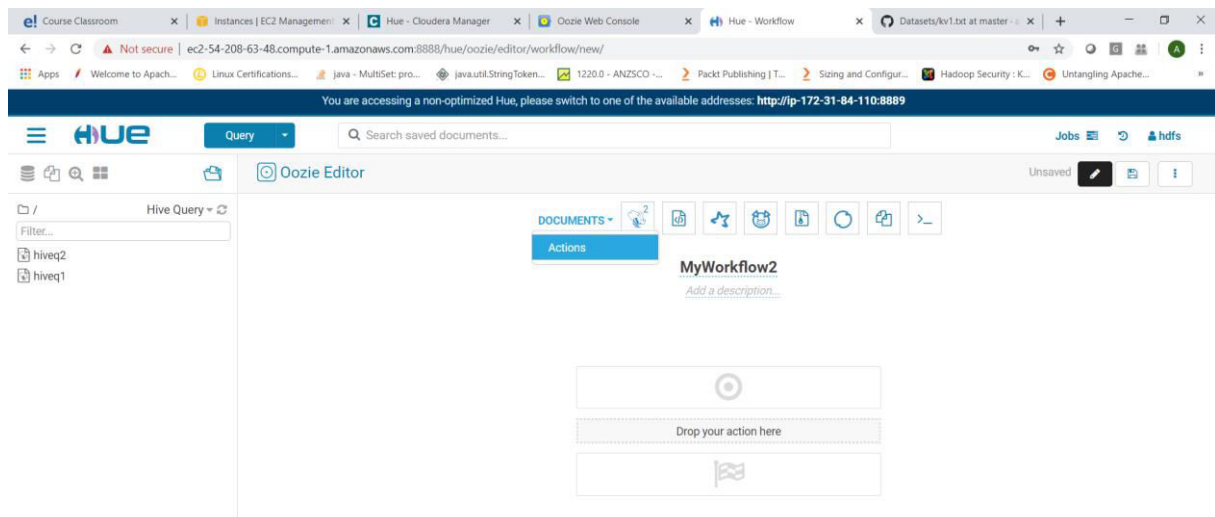 e! Course Classroom
Instances | EC2 Management
C Hue - Cloudera Manager
Oozie Web Console
Hue - Workflow
Datasets/kv1.txt at master · a
Not secure | ec2-54-208-63-48.compute-1.amazonaws.com:8888/hue/oozie/editor/workflow/new/
A
Apps
Welcome to Apach...
Linux Certifications...
java - MultiSet: pro...
java.util.StringToken...
1220.0 - ANZSCO -...
Packt Publishing | T...
Sizing and Configur...
Hadoop Security : K...
Untangling Apache...
You are accessing a non-optimized Hue, please switch to one of the available addresses: http://ip-172-31-84-110:8889
HUE
Query
Search saved documents...
Jobs
hdfs
Oozie Editor
Unsaved
/
Hive Query
Filter...
hiveq2
hiveq1
DOCUMENTS
2
Actions
MyWorkflow2
Add a description...
Drop your action here